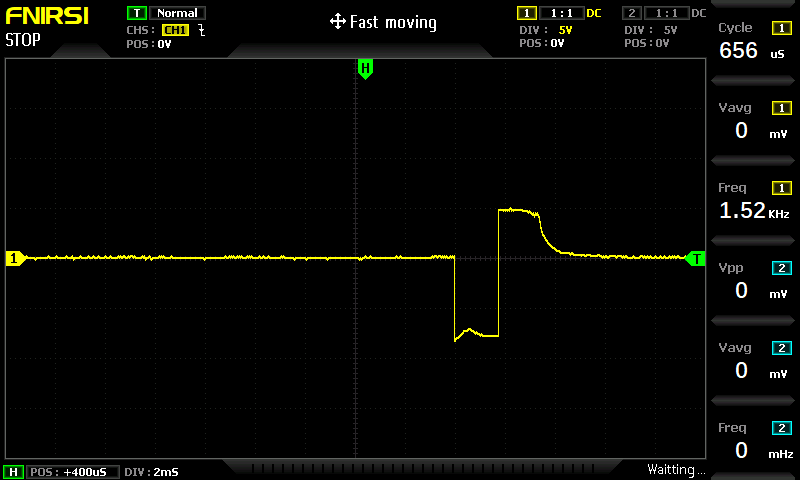 FNIRSI
STOP
T Normal
CHS: CH1
POS: 0V
Fast moving
1 1:1 DC
DIV: 5V
POS: 0V
2 1:1 DC
DIV: 5V
POS: 0V
H
1
T
Cycle 1
656 uS
Vavg 1
0 mV
Freq 1
1.52 KHz
Vpp 2
0 mV
Vavg 2
0 mV
Freq 2
0 mHz
H POS: +400uS DIV: 2mS
Waitting...